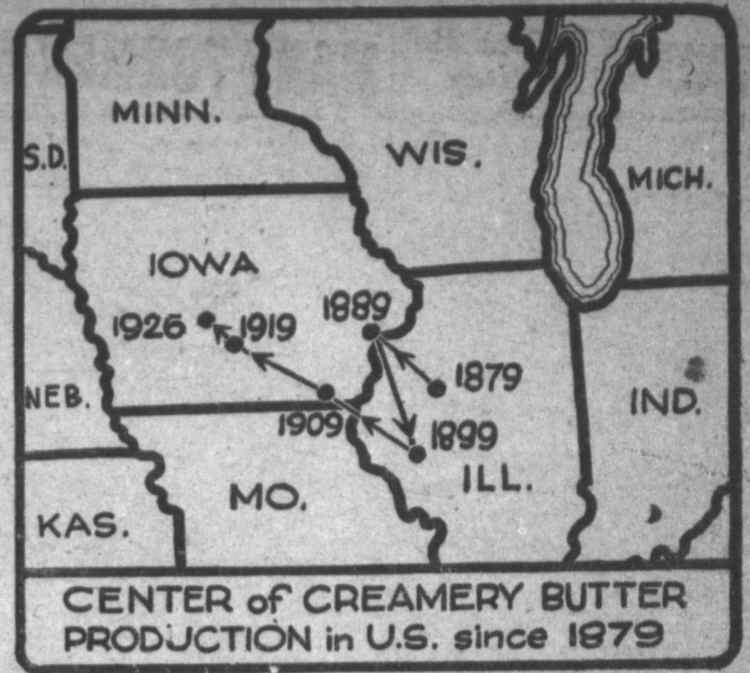 MINN.
S.D.
WIS.
MICH.
IOWA
1889
1926
1919
1879
NEB.
IND.
1909
1899
ILL.
MO.
KAS.
CENTER of CREAMERY BUTTER
PRODUCTION in U.S. since 1879